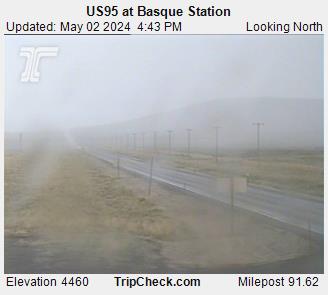 US95 at Basque Station
Updated: May 02 2024 4:43 PM Looking North
Elevation 4460 TripCheck.com Milepost 91.62